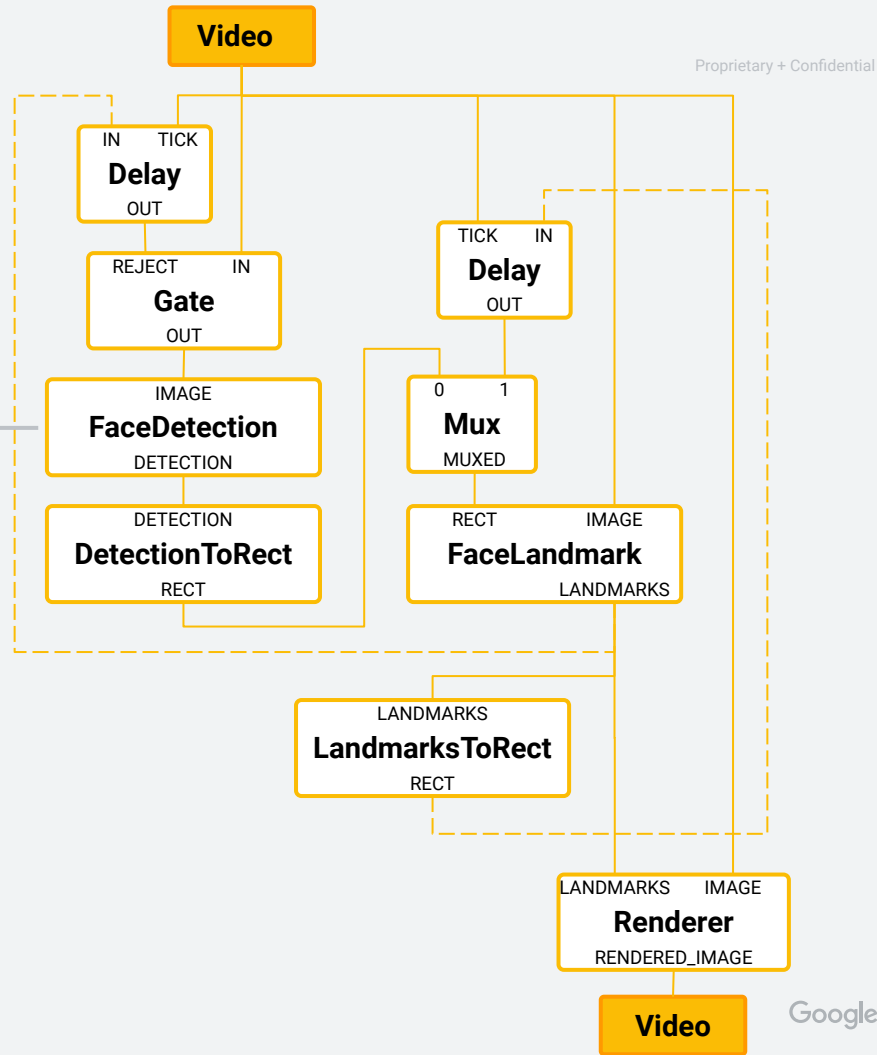 Video
Proprietary + Confidential
IN TICK
Delay
OUT
TICK IN
Delay
OUT
REJECT IN
Gate
OUT
IMAGE
FaceDetection
DETECTION
0 1
Mux
MUXED
DETECTION
DetectionToRect
RECT
RECT IMAGE
FaceLandmark
LANDMARKS
LANDMARKS
LandmarksToRect
RECT
LANDMARKS IMAGE
Renderer
RENDERED_IMAGE
Video
Google